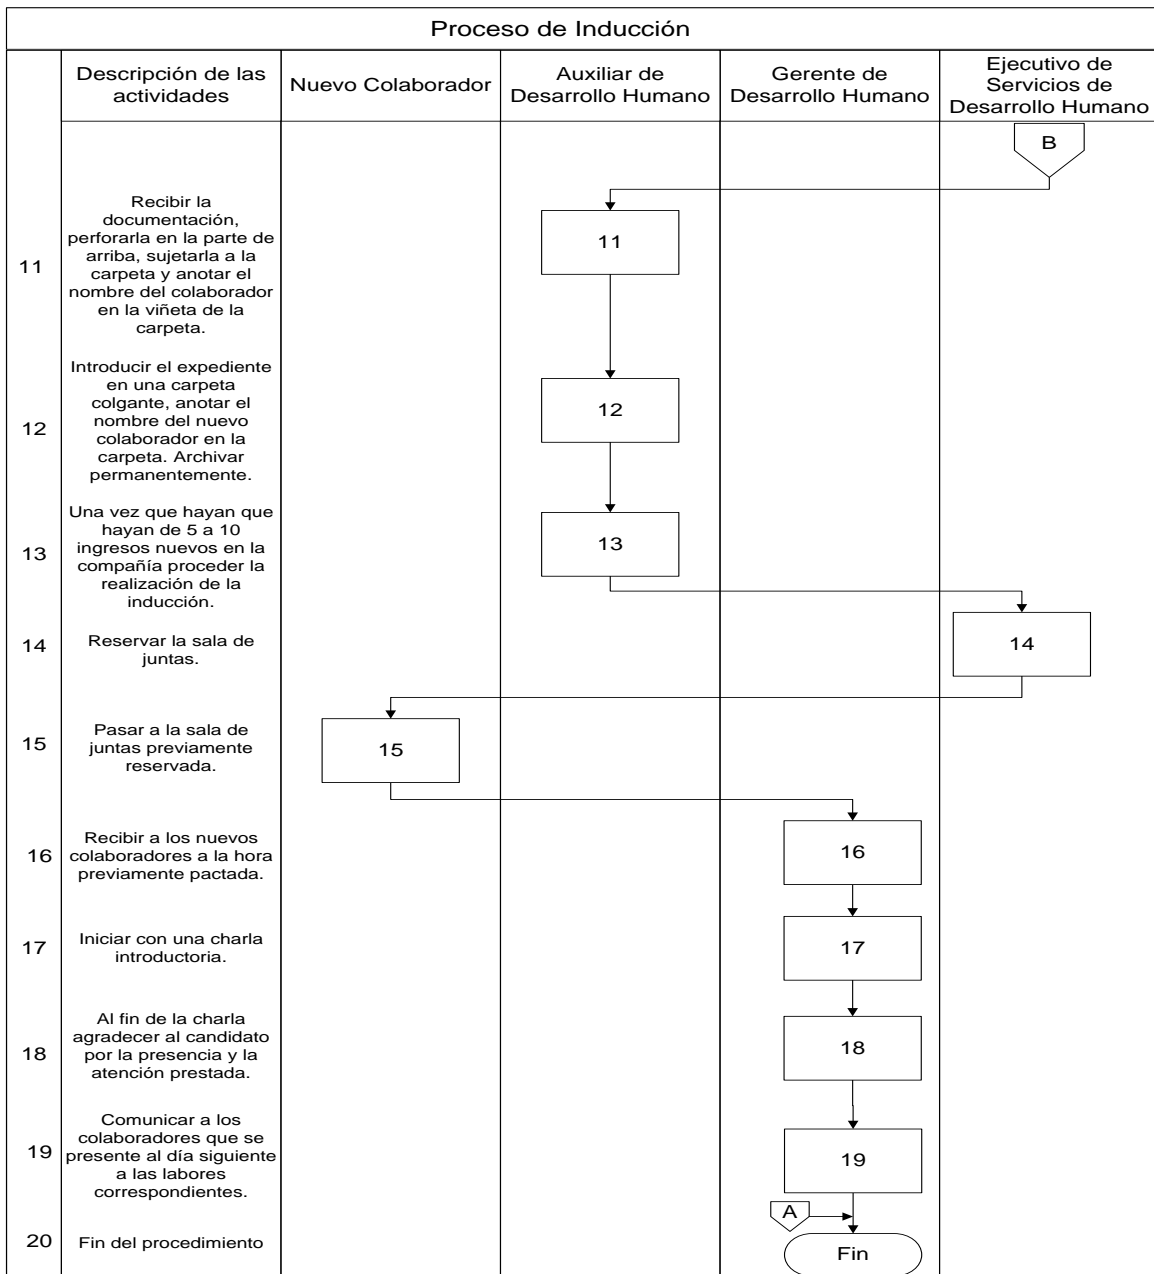 Proceso de Inducción
Descripción de las
actividades
Nuevo Colaborador
Auxiliar de
Desarrollo Humano
Gerente de
Desarrollo Humano
Ejecutivo de
Servicios de
Desarrollo Humano
B
11
Recibir la
documentación,
perforarla en la parte de
arriba, sujetarla a la
carpeta y anotar el
nombre del colaborador
en la viñeta de la
carpeta.
11
12
Introducir el expediente
en una carpeta
colgante, anotar el
nombre del nuevo
colaborador en la
carpeta. Archivar
permanentemente.
12
13
Una vez que hayan que
hayan de 5 a 10
ingresos nuevos en la
compañía proceder la
realización de la
inducción.
13
14
Reservar la sala de
juntas.
14
15
Pasar a la sala de
juntas previamente
reservada.
15
16
Recibir a los nuevos
colaboradores a la hora
previamente pactada.
16
17
Iniciar con una charla
introductoria.
17
18
Al fin de la charla
agradecer al candidato
por la presencia y la
atención prestada.
18
19
Comunicar a los
colaboradores que se
presente al día siguiente
a las labores
correspondientes.
19
A
20
Fin del procedimiento
Fin